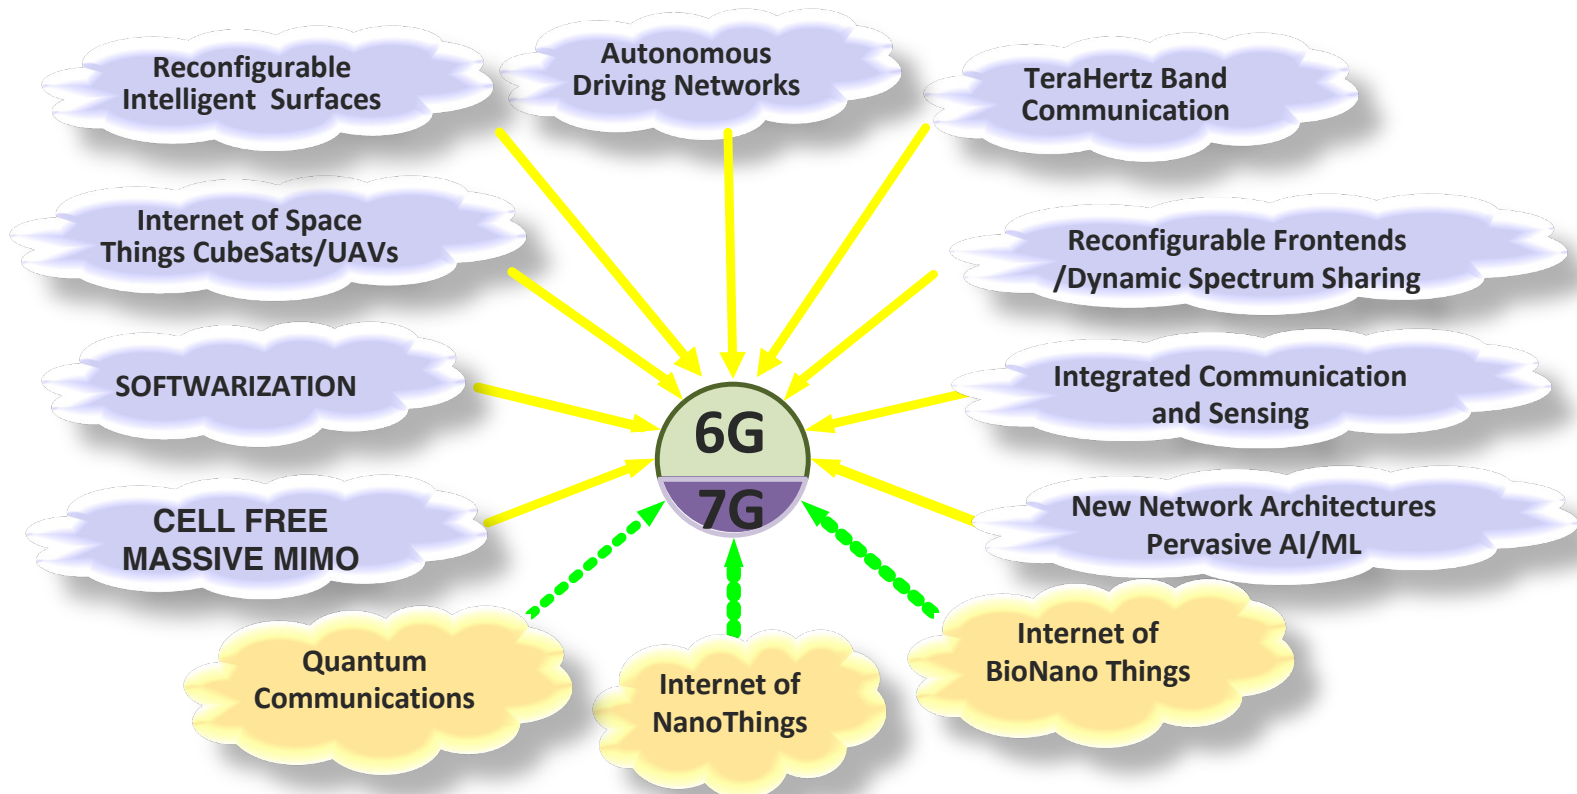 Reconfigurable
Intelligent Surfaces
Autonomous
Driving Networks
TeraHertz Band
Communication
Internet of Space
Things CubeSats/UAVs
Reconfigurable Frontends
/Dynamic Spectrum Sharing
SOFTWARIZATION
Integrated Communication
and Sensing
6G
7G
CELL FREE
MASSIVE MIMO
New Network Architectures
Pervasive AI/ML
Quantum
Communications
Internet of
NanoThings
Internet of
BioNano Things